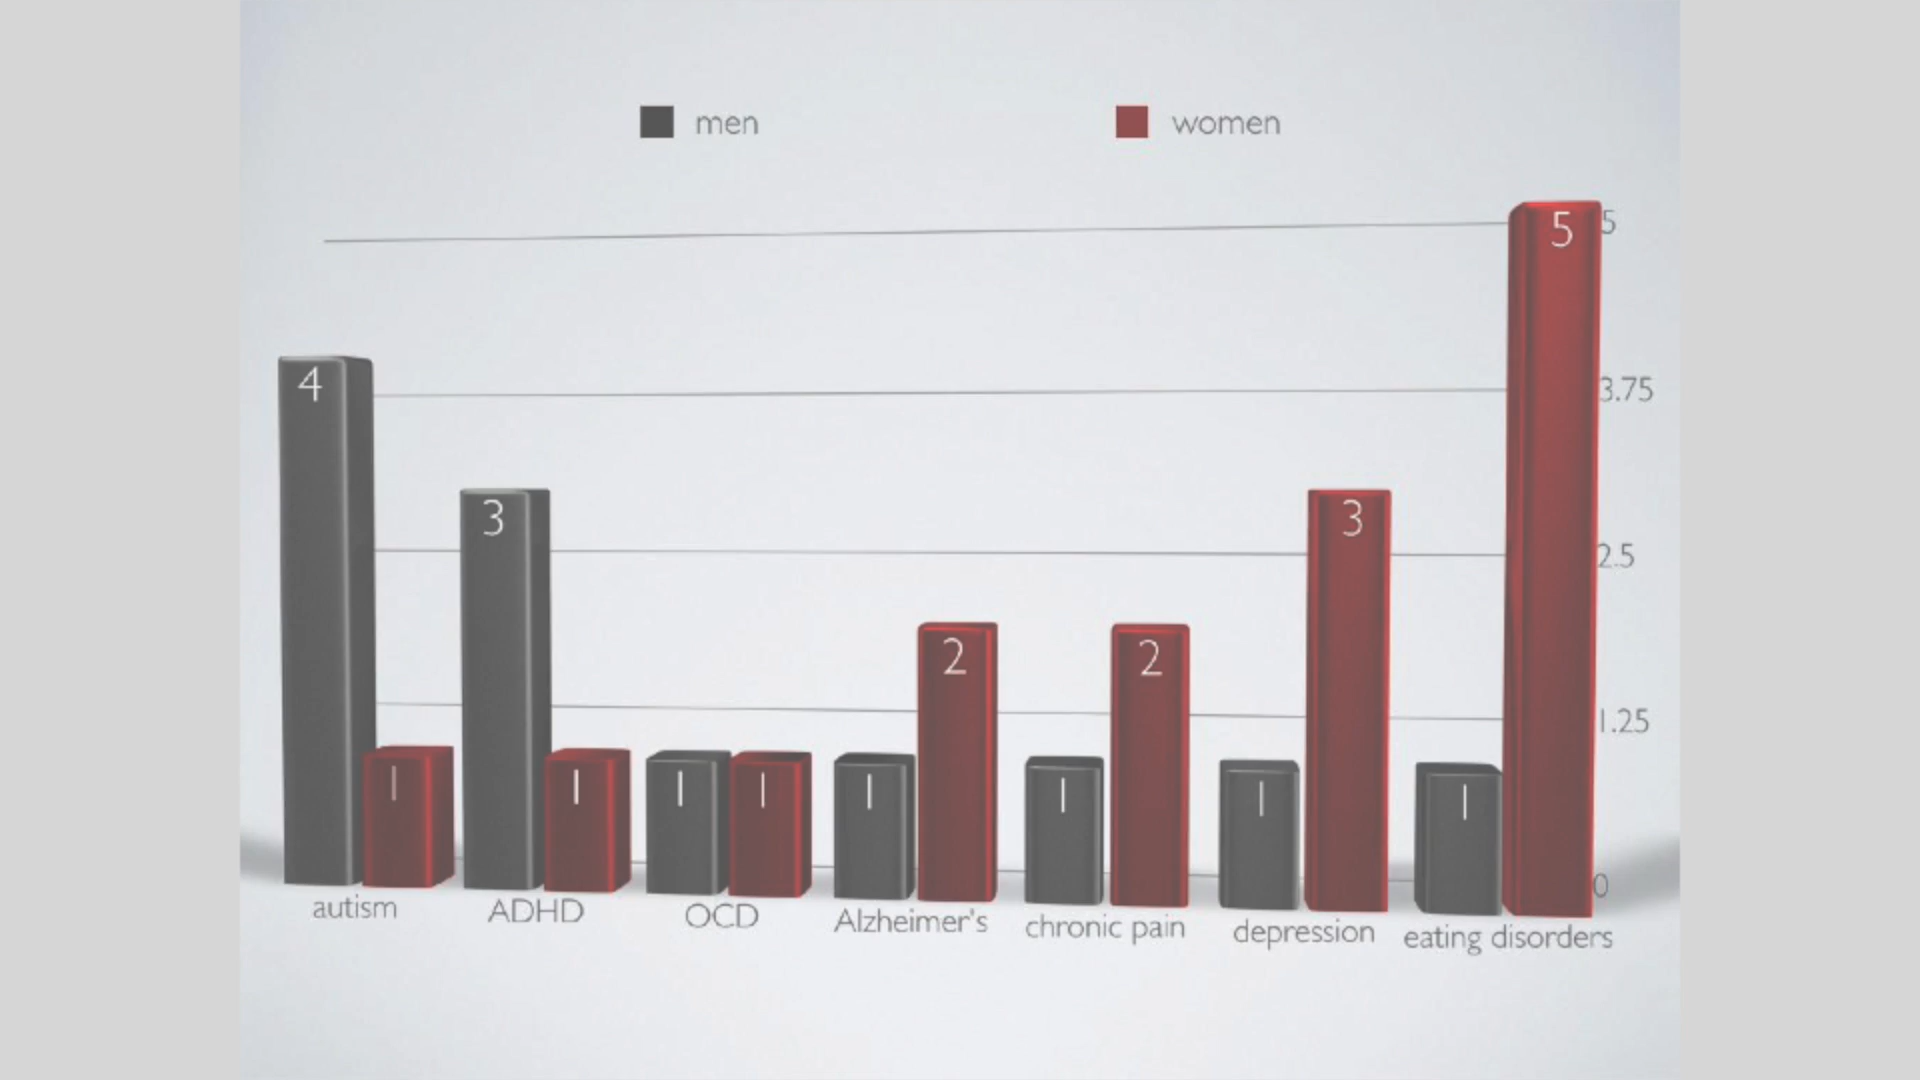 men
women
5
3.75
2.5
1.25
0
4
1
3
1
1
1
1
2
1
2
1
3
1
5
autism
ADHD
OCD
Alzheimer's
chronic pain
depression
eating disorders